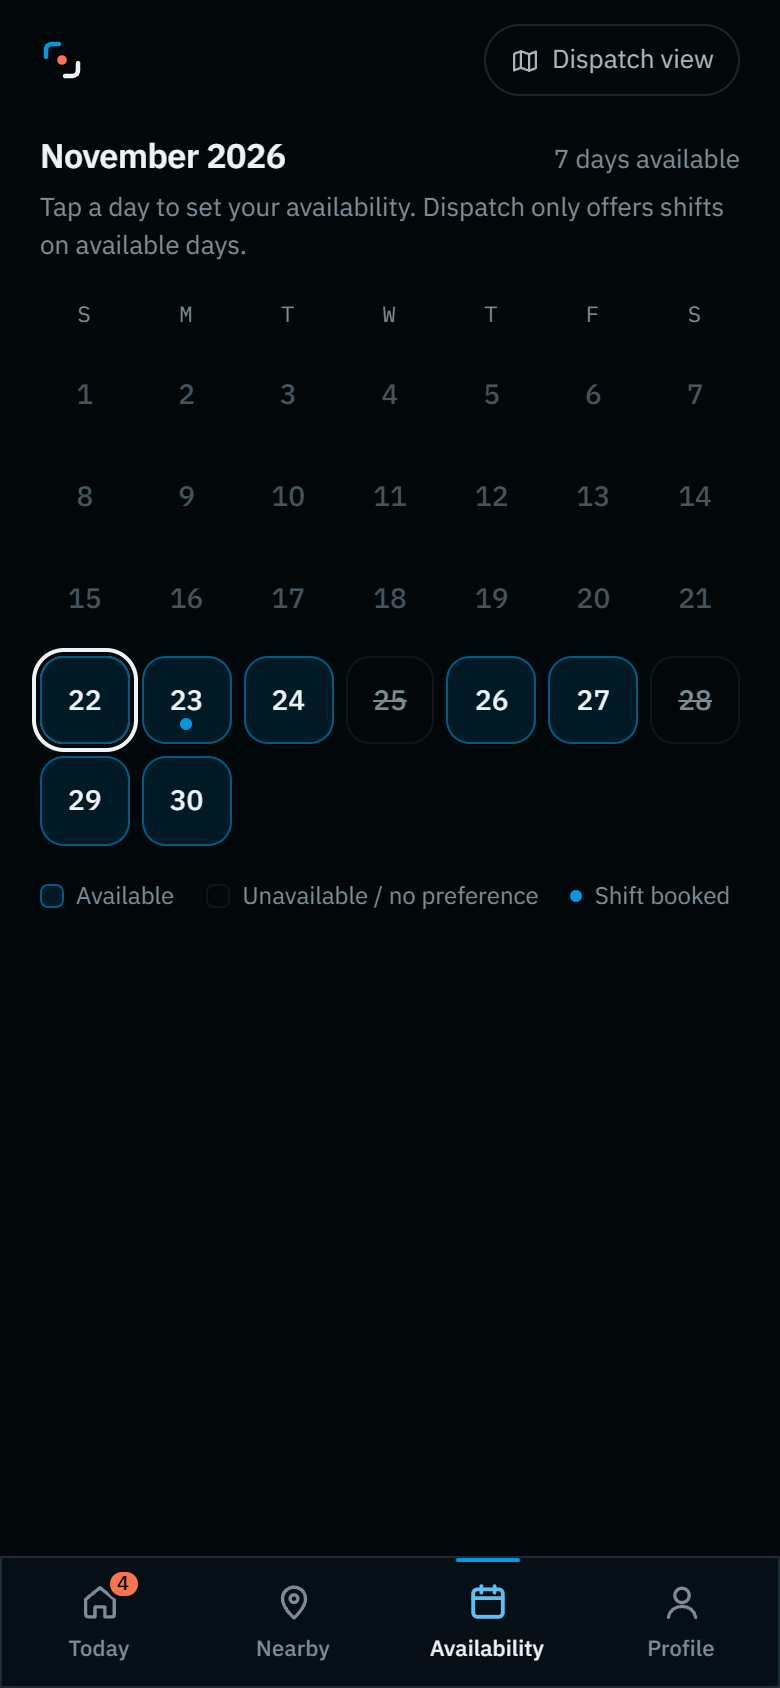 Dispatch view
November 2026
7 days available
Tap a day to set your availability. Dispatch only offers shifts
on available days.
S M T W T F S
1 2 3 4 5 6 7
8 9 10 11 12 13 14
15 16 17 18 19 20 21
22 23 24 25 26 27 28
29 30
Available
Unavailable / no preference
Shift booked
4
Today
Nearby
Availability
Profile